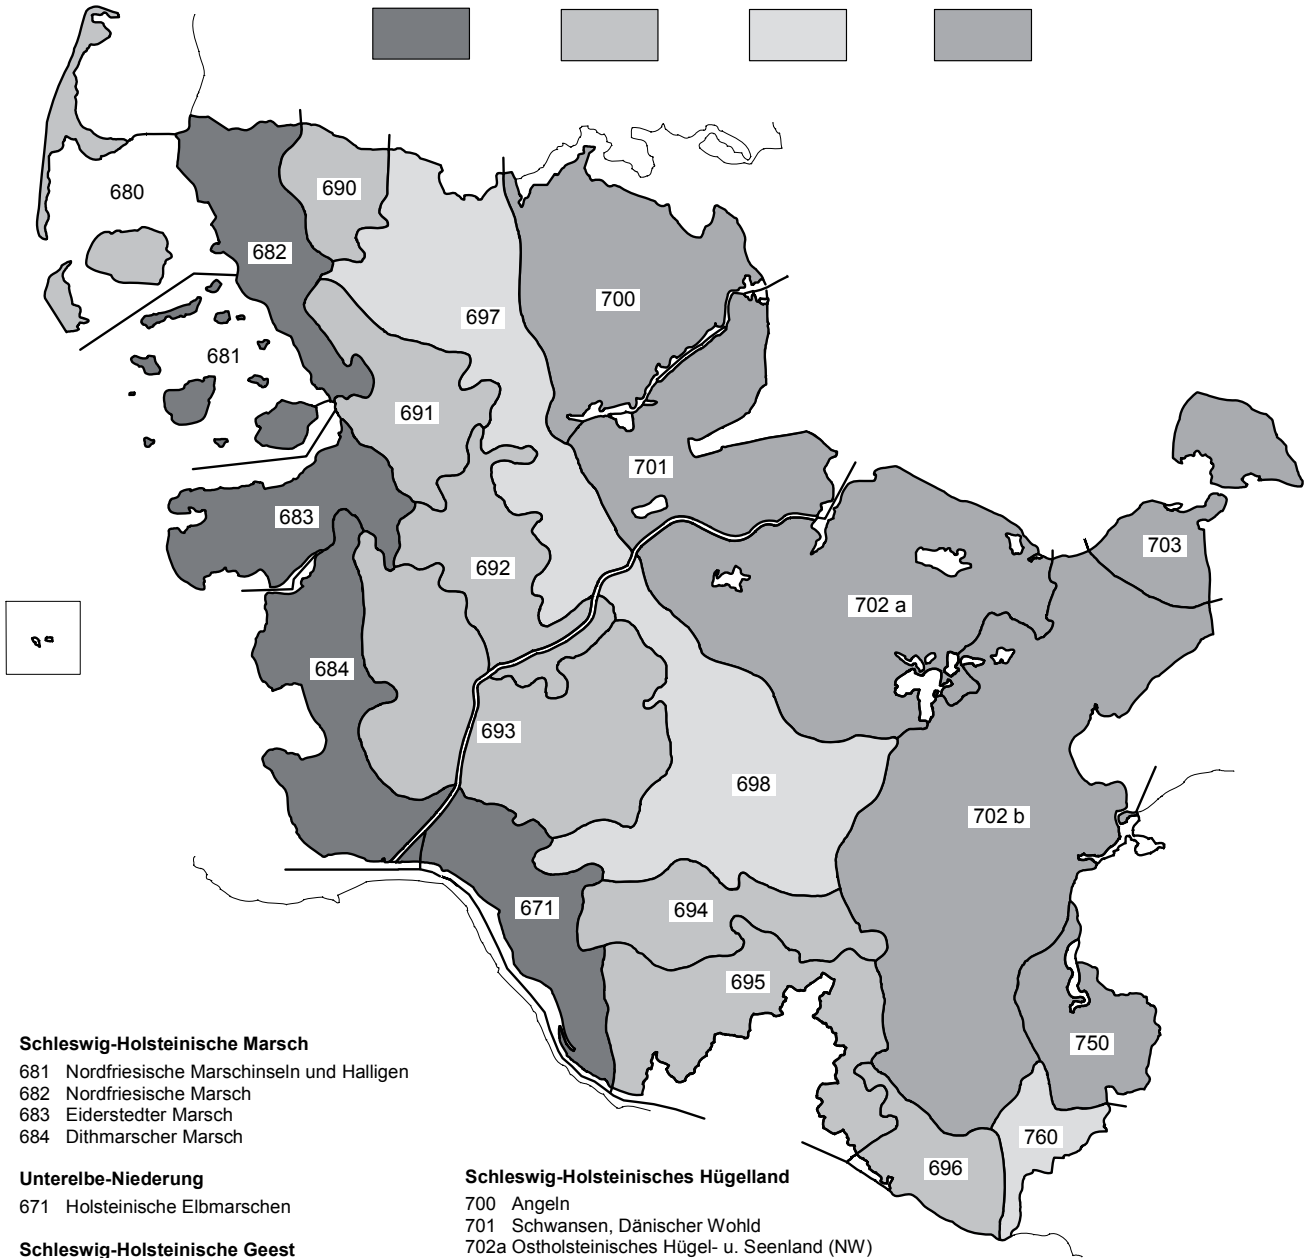 680
690
682
700
697
681
691
701
683
703
692
702 a
684
693
698
702 b
671
694
695
750
760
696
Schleswig-Holsteinische Marsch
681 Nordfriesische Marschinseln und Halligen
682 Nordfriesische Marsch
683 Eiderstedter Marsch
684 Dithmarscher Marsch
Unterelbe-Niederung
671 Holsteinische Elbmarschen
Schleswig-Holsteinische Geest
Schleswig-Holsteinisches Hügelland
700 Angeln
701 Schwansen, Dänischer Wohld
702a Ostholsteinisches Hügel- u. Seenland (NW)